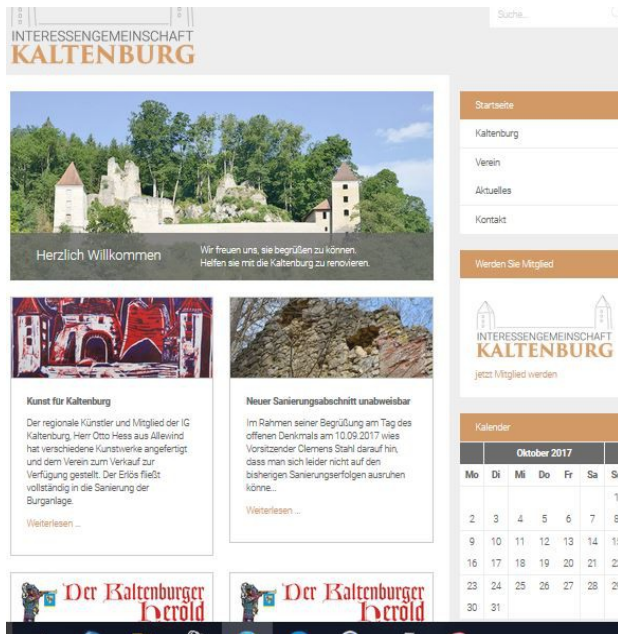 Suche...
INTERESSENGEMEINSCHAFT
KALTENBURG
Herzlich Willkommen
Wir freuen uns, sie begrüßen zu können.
Helfen sie mit die Kaltenburg zu renovieren.
Kunst für Kaltenburg
Der regionale Künstler und Mitglied der IG
Kaltenburg, Herr Otto Hess aus Allewind
hat verschiedene Kunstwerke angefertigt
und dem Verein zum Verkauf zur
Verfügung gestellt. Der Erlös fließt
vollständig in die Sanierung der
Burganlage.
Weiterlesen ...
Neuer Sanierungsabschnitt unabweisbar
Im Rahmen seiner Begrüßung am Tag des
offenen Denkmals am 10.09.2017 wies
Vorsitzender Clemens Stahl darauf hin,
dass man sich leider nicht auf den
bisherigen Sanierungserfolgen ausruhen
könne...
Weiterlesen ...
Der Kaltenburger
herold
Der Kaltenburger
herold
Startseite
Kaltenburg
Verein
Aktuelles
Kontakt
Werden Sie Mitglied
INTERESSENGEMEINSCHAFT
KALTENBURG
jetzt Mitglied werden
Kalender
Oktober 2017
Mo Di Mi Do Fr Sa
1
2 3 4 5 6 7 8
9 10 11 12 13 14
16 17 18 19 20 21
23 24 25 26 27 28
30 31